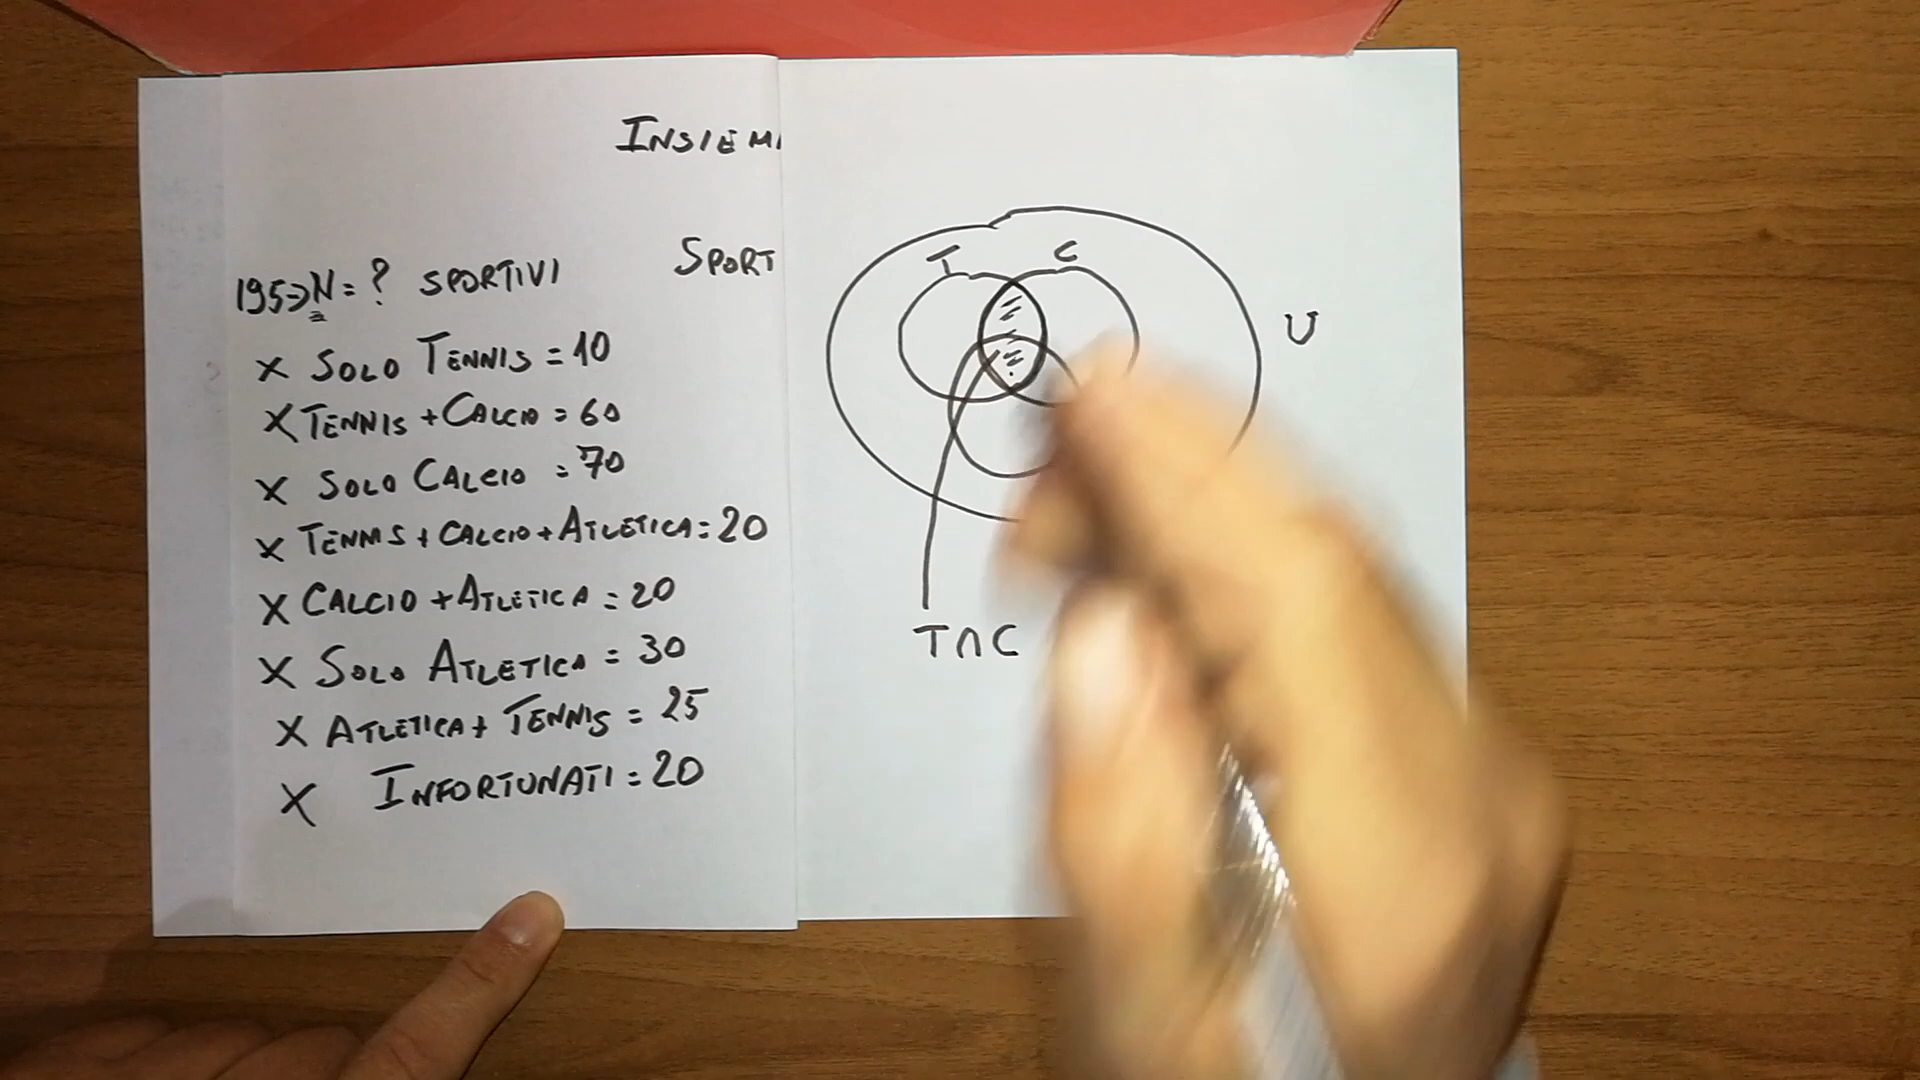 INSIEMI
195=>N=? SPORTIVI
SPORT
X SOLO TENNIS = 10
X TENNIS + CALCIO = 60
X SOLO CALCIO = 70
X TENNIS + CALCIO + ATLETICA = 20
X CALCIO + ATLETICA = 20
X SOLO ATLETICA = 30
X ATLETICA + TENNIS = 25
X INFORTUNATI = 20
T C
U
T∩C